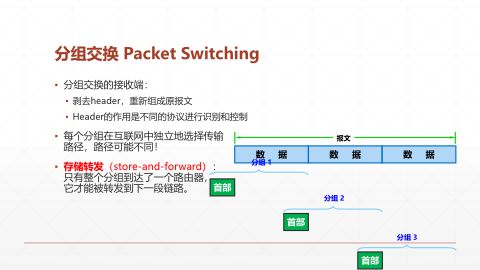 分组交换 Packet Switching
分组交换的接收端：
剥去header，重新组成原报文
Header的作用是不同的协议进行识别和控制
每个分组在互联网中独立地选择传输
路径，路径可能不同！
存储转发（store-and-forward）：
只有整个分组到达了一个路由器，
它才能被转发到下一段链路。
报文
数 据 数 据 数 据
分组 1
首部
分组 2
首部
分组 3
首部